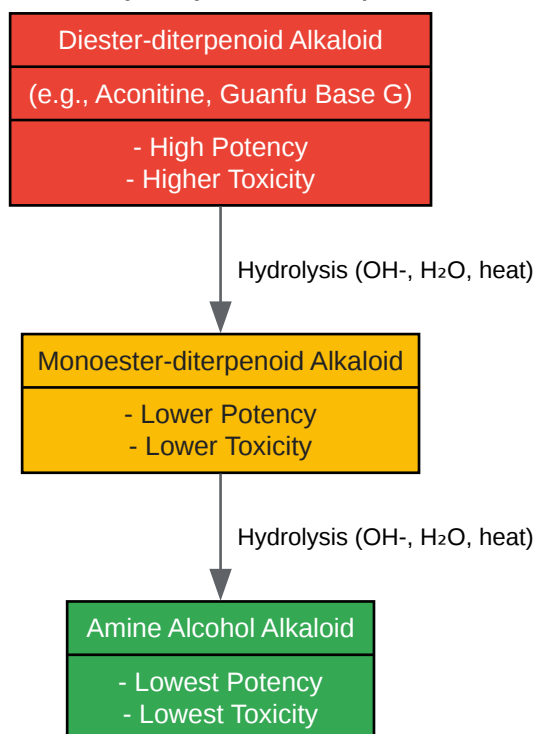 Diester-diterpenoid Alkaloid
(e.g., Aconitine, Guanfu Base G)
- High Potency
- Higher Toxicity
Hydrolysis (OH-, H₂O, heat)
Monoester-diterpenoid Alkaloid
- Lower Potency
- Lower Toxicity
Hydrolysis (OH-, H₂O, heat)
Amine Alcohol Alkaloid
- Lowest Potency
- Lowest Toxicity